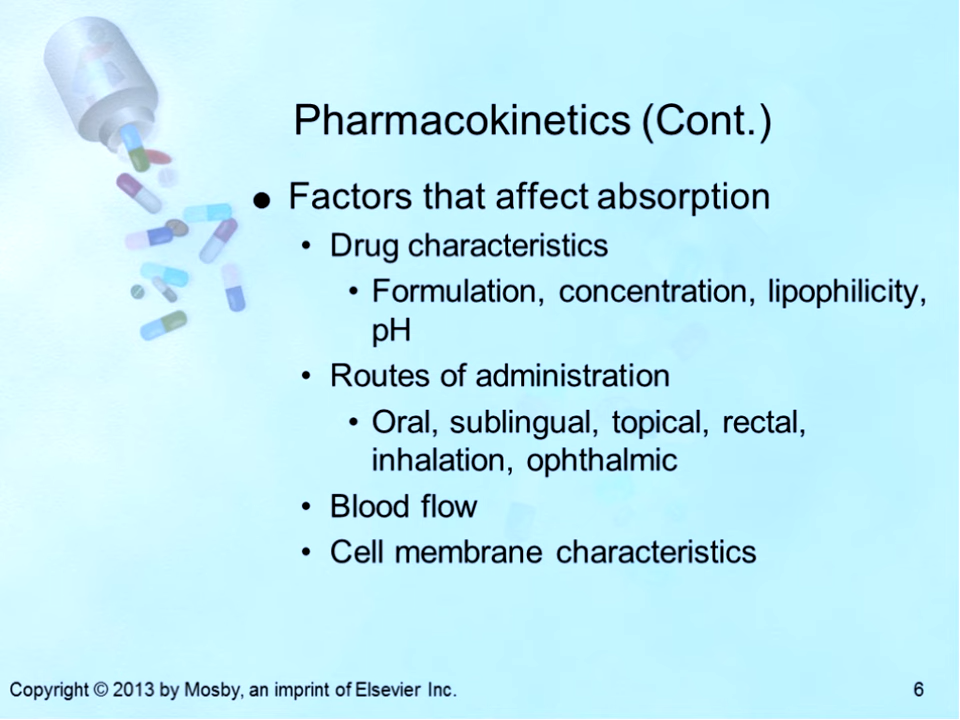 Pharmacokinetics (Cont.)
● Factors that affect absorption
• Drug characteristics
• Formulation, concentration, lipophilicity,
pH
• Routes of administration
• Oral, sublingual, topical, rectal,
inhalation, ophthalmic
• Blood flow
• Cell membrane characteristics
Copyright © 2013 by Mosby, an imprint of Elsevier Inc.
6